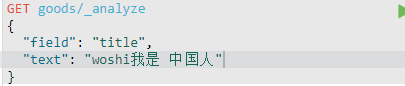 GET goods/_analyze
{
  "field": "title",
  "text": "woshi我是 中国人"
}